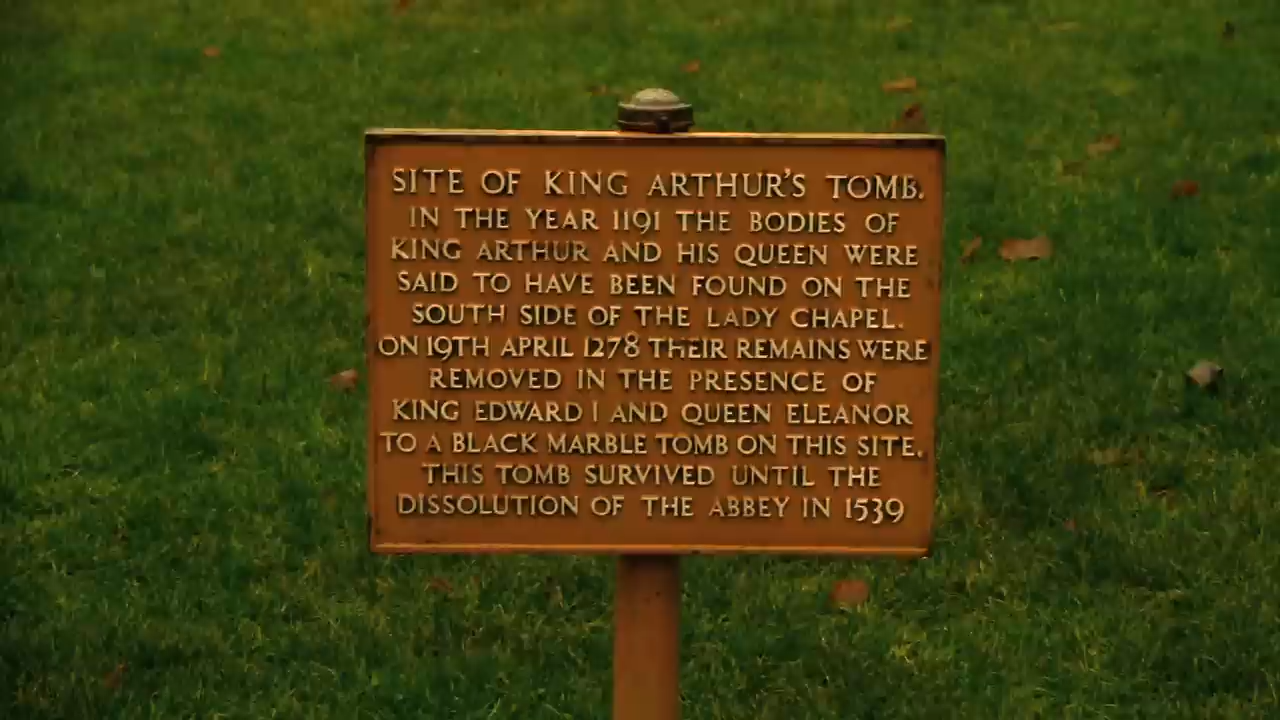 SITE OF KING ARTHUR'S TOMB.
IN THE YEAR 1191 THE BODIES OF
KING ARTHUR AND HIS QUEEN WERE
SAID TO HAVE BEEN FOUND ON THE
SOUTH SIDE OF THE LADY CHAPEL.
ON 19TH APRIL 1278 THEIR REMAINS WERE
REMOVED IN THE PRESENCE OF
KING EDWARD I AND QUEEN ELEANOR
TO A BLACK MARBLE TOMB ON THIS SITE.
THIS TOMB SURVIVED UNTIL THE
DISSOLUTION OF THE ABBEY IN 1539